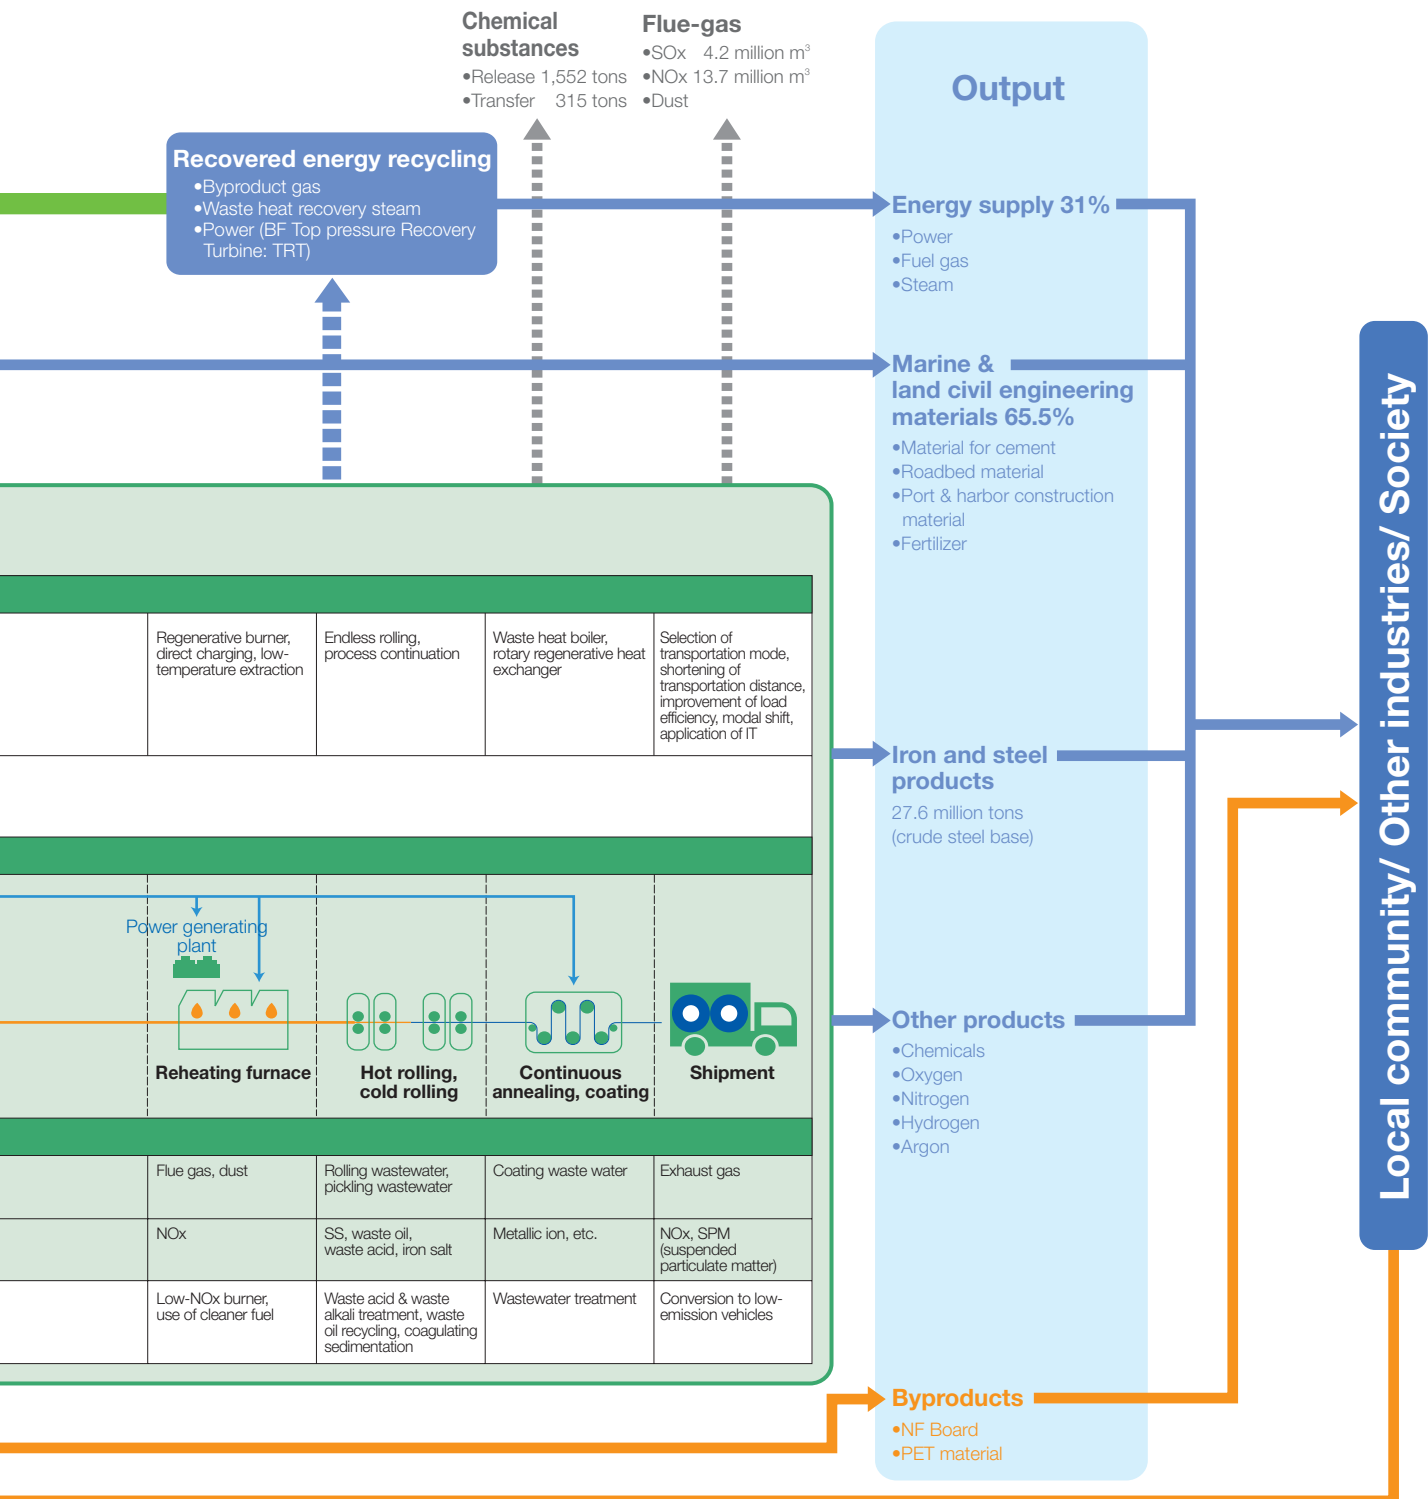 Chemical
substances
•Release 1,552 tons
•Transfer 315 tons
Flue-gas
•SOx 4.2 million m³
•NOx 13.7 million m³
•Dust
Output
Recovered energy recycling
•Byproduct gas
•Waste heat recovery steam
•Power (BF Top pressure Recovery
Turbine: TRT)
Energy supply 31%
•Power
•Fuel gas
•Steam
Marine &
land civil engineering
materials 65.5%
•Material for cement
•Roadbed material
•Port & harbor construction
material
•Fertilizer
Regenerative burner,
direct charging, low-
temperature extraction
Endless rolling,
process continuation
Waste heat boiler,
rotary regenerative heat
exchanger
Selection of
transportation mode,
shortening of
transportation distance,
improvement of load
efficiency, modal shift,
application of IT
Iron and steel
products
27.6 million tons
(crude steel base)
Power generating
plant
Reheating furnace
Hot rolling,
cold rolling
Continuous
annealing, coating
Shipment
Other products
•Chemicals
•Oxygen
•Nitrogen
•Hydrogen
•Argon
Flue gas, dust
Rolling wastewater,
pickling wastewater
Coating waste water
Exhaust gas
NOx
SS, waste oil,
waste acid, iron salt
Metallic ion, etc.
NOx, SPM
(suspended
particulate matter)
Low-NOx burner,
use of cleaner fuel
Waste acid & waste
alkali treatment, waste
oil recycling, coagulating
sedimentation
Wastewater treatment
Conversion to low-
emission vehicles
Byproducts
•NF Board
•PET material
Local community/ Other industries/ Society